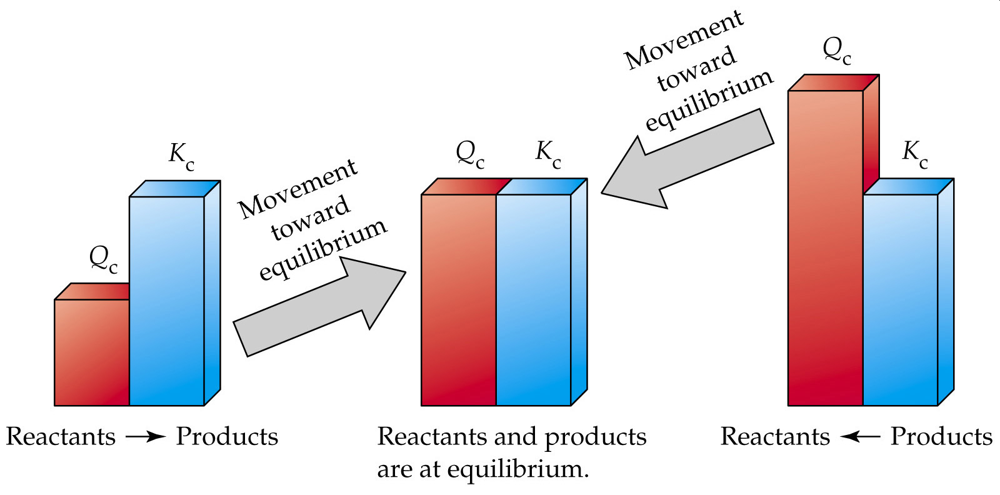 Qc
Kc
Reactants → Products
Movement
toward
equilibrium
Qc
Kc
Reactants and products
are at equilibrium.
Movement
toward
equilibrium
Qc
Kc
Reactants ← Products